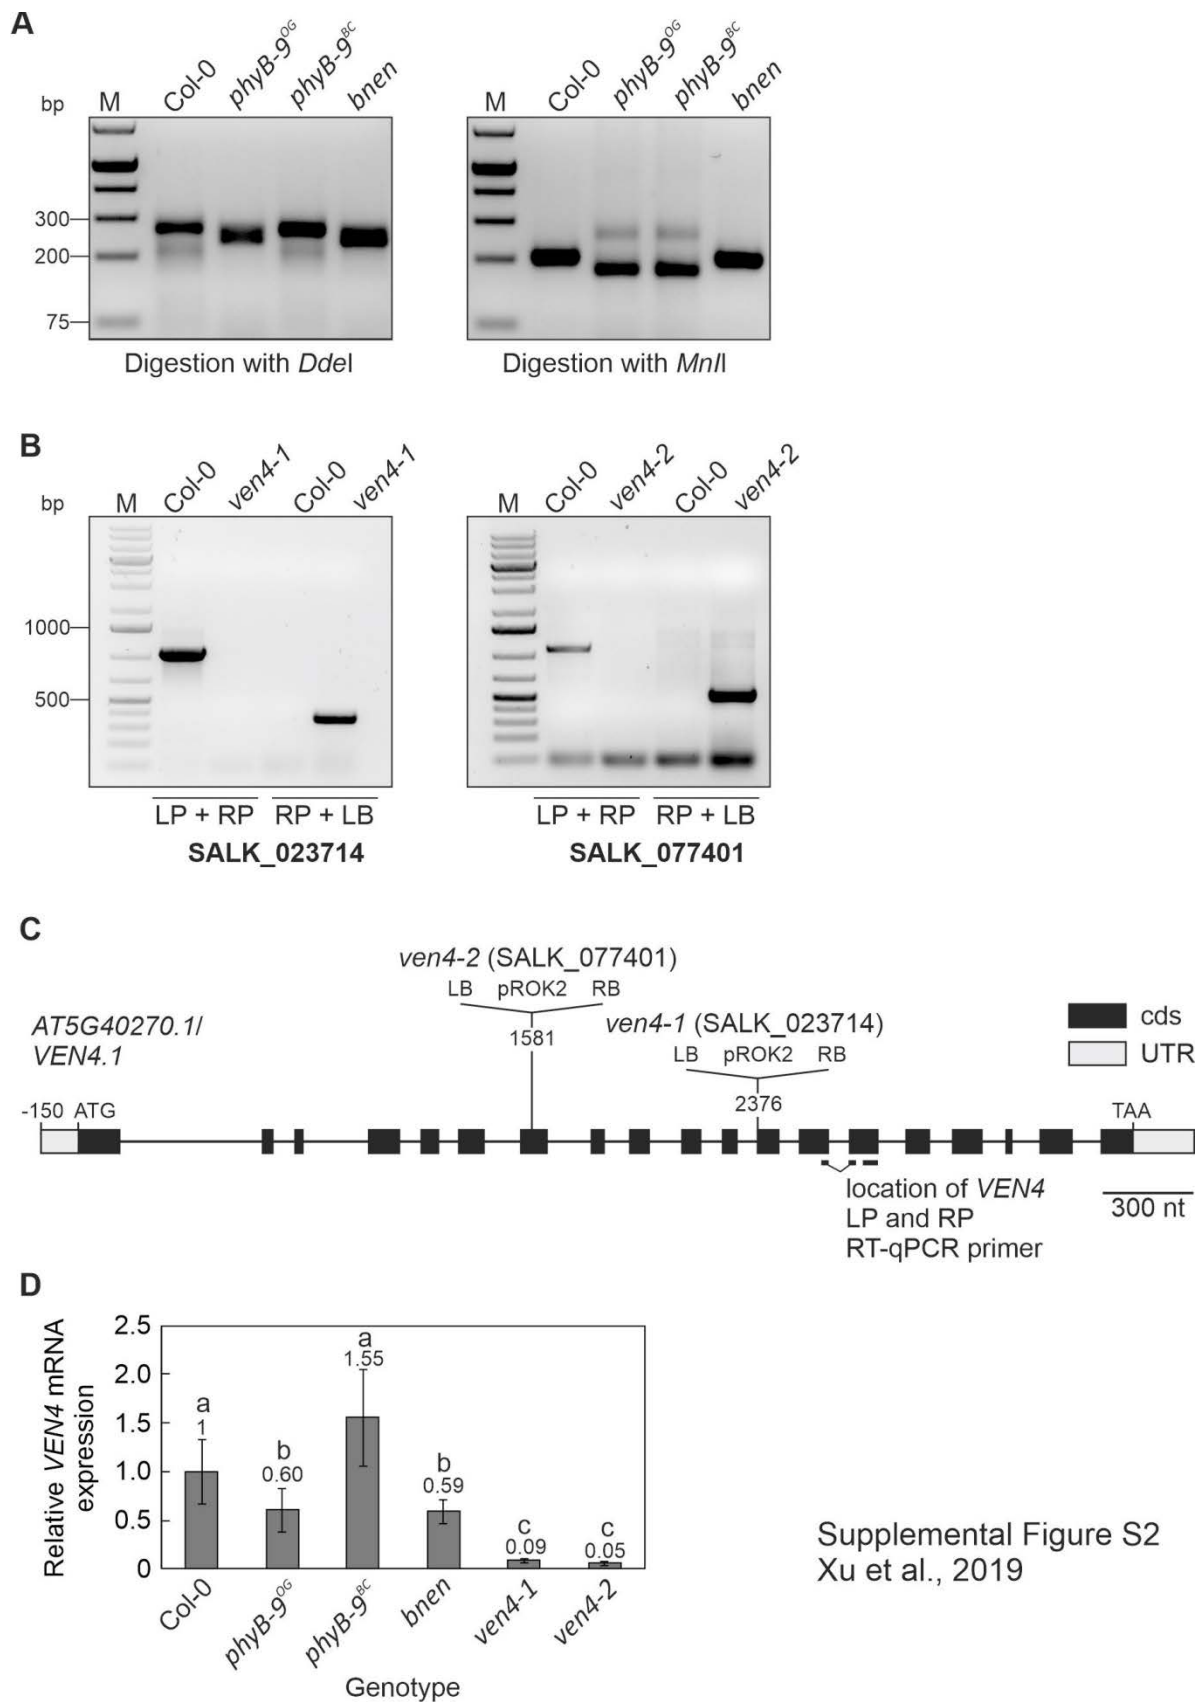 A
bp M Col-0 phyB-9OG phyB-9BC bnen
300
200
75
Digestion with DdeI
M Col-0 phyB-9OG phyB-9BC bnen
Digestion with MnlI
B
bp M Col-0 ven4-1 Col-0 ven4-1
1000
500
LP + RP RP + LB
SALK_023714
M Col-0 ven4-2 Col-0 ven4-2
LP + RP RP + LB
SALK_077401
C
ven4-2 (SALK_077401)
LB pROK2 RB
1581
ven4-1 (SALK_023714)
LB pROK2 RB
2376
AT5G40270.1/
VEN4.1
cds
UTR
-150 ATG
TAA
location of VEN4
LP and RP
RT-qPCR primer
300 nt
D
Relative VEN4 mRNA
expression
2.5
2.0
1.5
1.0
0.5
0
a
1
b
0.60
a
1.55
b
0.59
c
0.09
c
0.05
Col-0 phyB-9OG phyB-9BC bnen ven4-1 ven4-2
Genotype
Supplemental Figure S2
Xu et al., 2019